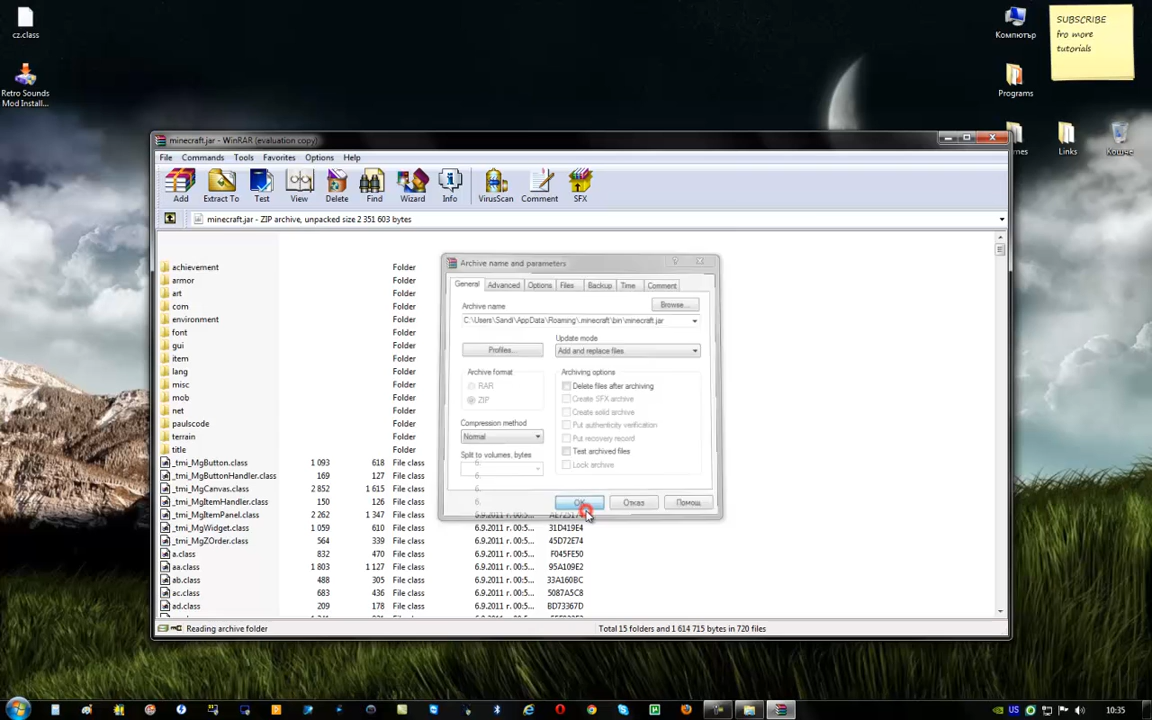 cz.class
Retro Sounds
Mod Install...
Компютър
Programs
Links
Кошче
SUBSCRIBE
fro more
tutorials
minecraft.jar - WinRAR (evaluation copy)
File Commands Tools Favorites Options Help
Add Extract To Test View Delete Find Wizard Info VirusScan Comment SFX
minecraft.jar - ZIP archive, unpacked size 2 351 603 bytes
achievement Folder
armor Folder
art Folder
com Folder
environment Folder
font Folder
gui Folder
item Folder
lang Folder
misc Folder
mob Folder
net Folder
paulscode Folder
terrain Folder
title Folder
_tmi_MgButton.class 1 093 618 File class
_tmi_MgButtonHandler.class 169 127 File class
_tmi_MgCanvas.class 2 852 1 615 File class
_tmi_MgItemHandler.class 150 126 File class
_tmi_MgItemPanel.class 2 262 1 347 File class 6.9.2011 г. 00:5...
_tmi_MgWidget.class 1 059 610 File class 6.9.2011 г. 00:5... 31D419E4
_tmi_MgZOrder.class 564 339 File class 6.9.2011 г. 00:5... 45D72E74
a.class 832 470 File class 6.9.2011 г. 00:5... F045FE50
aa.class 1 803 1 127 File class 6.9.2011 г. 00:5... 95A109E2
ab.class 488 305 File class 6.9.2011 г. 00:5... 33A160BC
ac.class 683 436 File class 6.9.2011 г. 00:5... 5087A5C8
ad.class 209 178 File class 6.9.2011 г. 00:5... BD73367D
Archive name and parameters
General Advanced Options Files Backup Time Comment
Archive name
Browse...
C:\Users\Sandi\AppData\Roaming\.minecraft\bin\minecraft.jar
Update mode
Profiles...
Add and replace files
Archive format
RAR
ZIP
Compression method
Normal
Split to volumes, bytes
Archiving options
Delete files after archiving
Create SFX archive
Create solid archive
Put authenticity verification
Put recovery record
Test archived files
Lock archive
OK Отказ Помощ
Reading archive folder
Total 15 folders and 1 614 715 bytes in 720 files
US
10:35